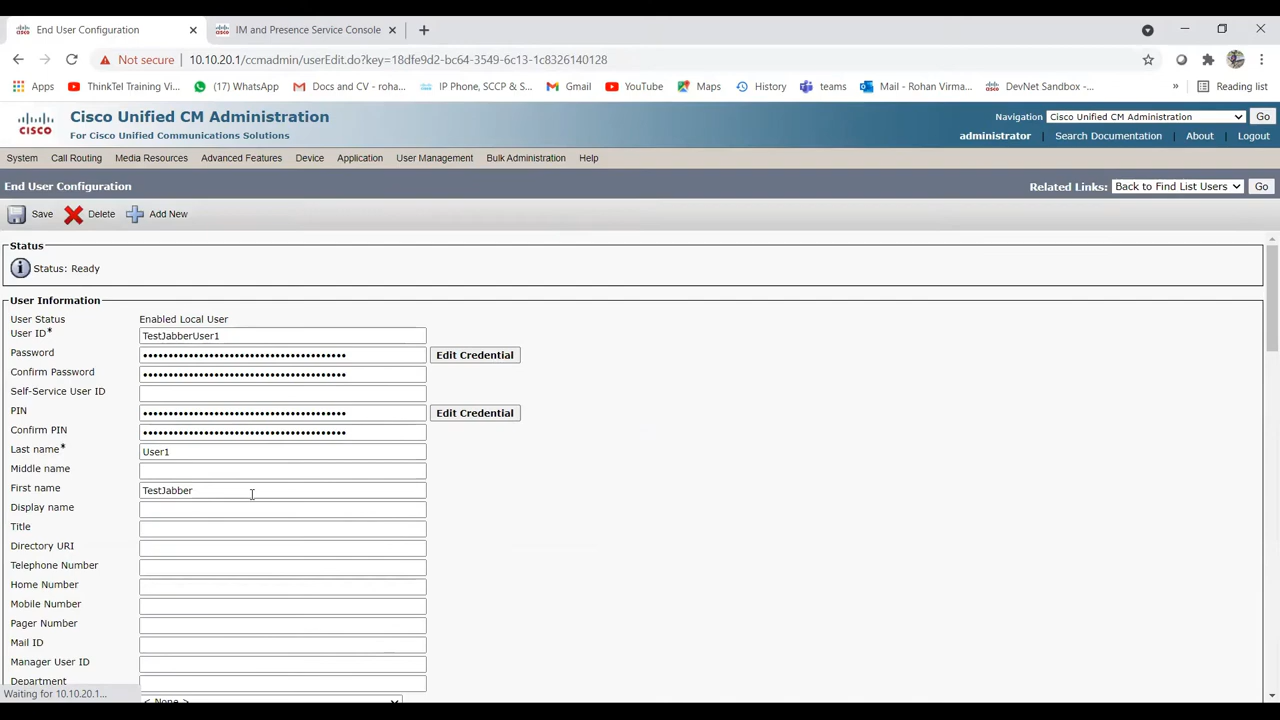 End User Configuration
IM and Presence Service Console
Not secure 10.10.20.1/ccmadmin/userEdit.do?key=18dfe9d2-bc64-3549-6c13-9c8326140128
Apps ThinkTel Training Vi... (17) WhatsApp Docs and CV - roha... IP Phone, SCCP & S... Gmail YouTube Maps History teams Mail - Rohan Virma... DevNet Sandbox -... » Reading list
CISCO
Cisco Unified CM Administration
For Cisco Unified Communications Solutions
Navigation Cisco Unified CM Administration Go
administrator Search Documentation About Logout
System Call Routing Media Resources Advanced Features Device Application User Management Bulk Administration Help
End User Configuration
Related Links: Back to Find List Users Go
Save Delete Add New
Status
Status: Ready
User Information
User Status Enabled Local User
User ID* TestJabberUser1
Password •••••••••••••••••••••••••••••••••••••••• Edit Credential
Confirm Password ••••••••••••••••••••••••••••••••••••••••
Self-Service User ID
PIN •••••••••••••••••••••••••••••••••••••••• Edit Credential
Confirm PIN ••••••••••••••••••••••••••••••••••••••••
Last name* User1
Middle name
First name TestJabber
Display name
Title
Directory URI
Telephone Number
Home Number
Mobile Number
Pager Number
Mail ID
Manager User ID
Department
Waiting for 10.10.20.1...
< None >